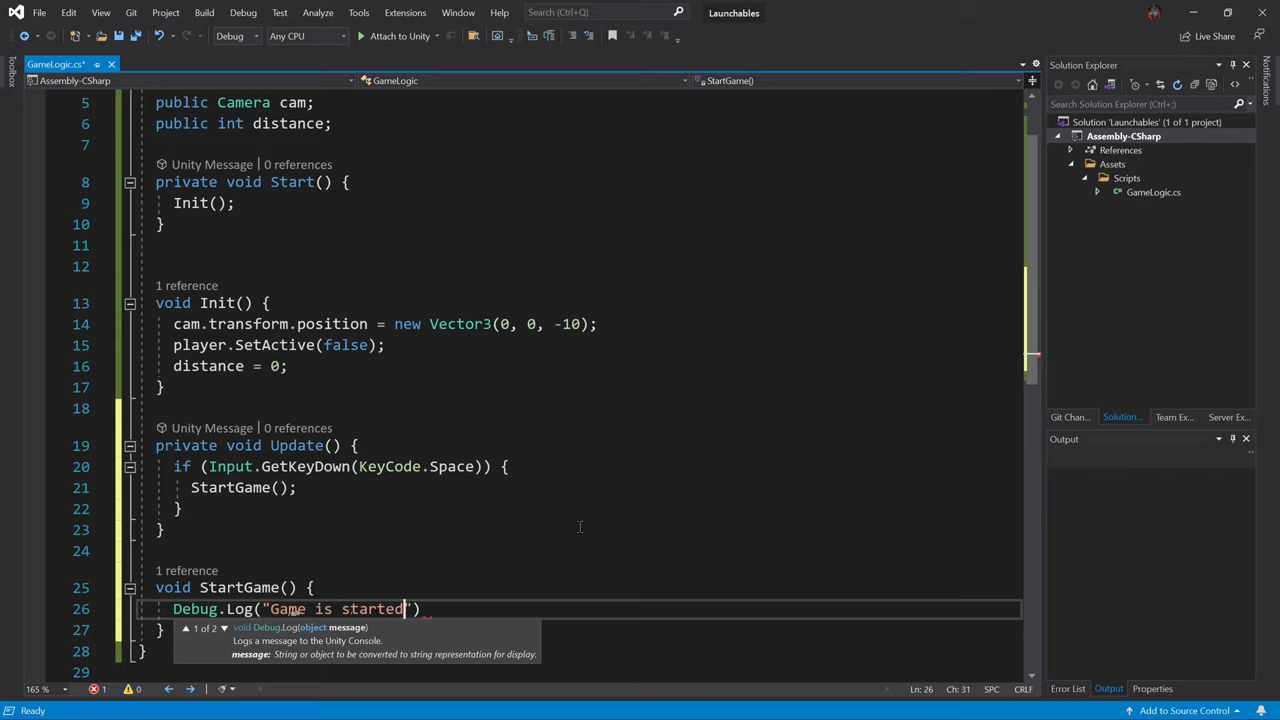 File Edit View Git Project Build Debug Test Analyze Tools Extensions Window Help Search (Ctrl+Q) Launchables
Debug Any CPU Attach to Unity Live Share
GameLogic.cs*
Assembly-CSharp GameLogic StartGame()
Toolbox
5 public Camera cam;
6 public int distance;
7
Unity Message | 0 references
8 private void Start() {
9 Init();
10 }
11
12
1 reference
13 void Init() {
14 cam.transform.position = new Vector3(0, 0, -10);
15 player.SetActive(false);
16 distance = 0;
17 }
18
Unity Message | 0 references
19 private void Update() {
20 if (Input.GetKeyDown(KeyCode.Space)) {
21 StartGame();
22 }
23 }
24
1 reference
25 void StartGame() {
26 Debug.Log("Game is started")
27 }
28 }
29
1 of 2 void Debug.Log(object message)
Logs a message to the Unity Console.
message: String or object to be converted to string representation for display.
165 % 1 0 Ln: 26 Ch: 31 SPC CRLF
Solution Explorer
Search Solution Explorer (Ctrl+;)
Solution 'Launchables' (1 of 1 project)
Assembly-CSharp
References
Assets
Scripts
GameLogic.cs
Git Chan... Solution... Team Ex... Server Ex...
Output
Error List Output Properties
Notifications
Ready Add to Source Control